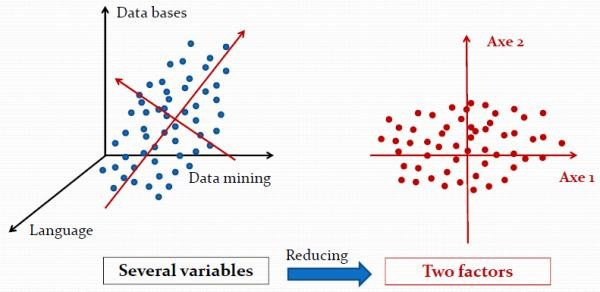 Data bases
Axe 2
Data mining
Axe 1
Language
Several variables
Reducing
Two factors